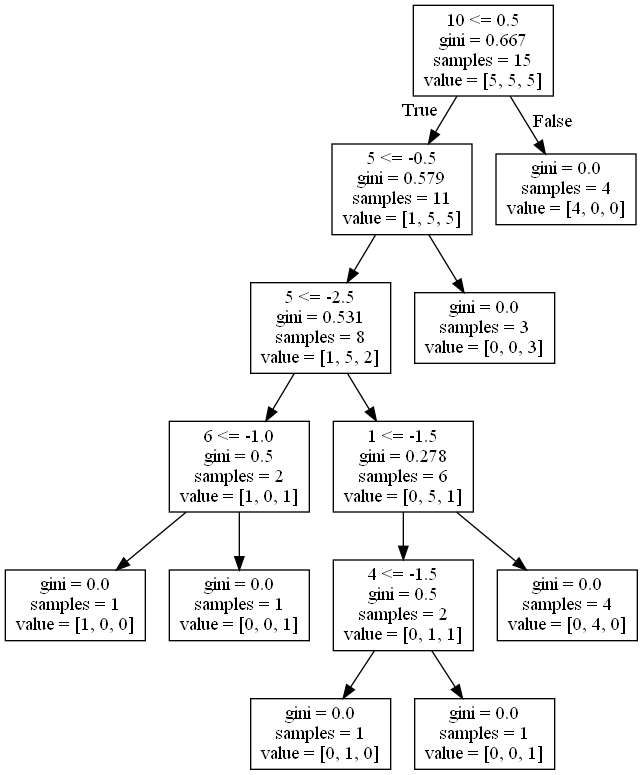 10 <= 0.5
gini = 0.667
samples = 15
value = [5, 5, 5]
True
False
5 <= -0.5
gini = 0.579
samples = 11
value = [1, 5, 5]
gini = 0.0
samples = 4
value = [4, 0, 0]
5 <= -2.5
gini = 0.531
samples = 8
value = [1, 5, 2]
gini = 0.0
samples = 3
value = [0, 0, 3]
6 <= -1.0
gini = 0.5
samples = 2
value = [1, 0, 1]
1 <= -1.5
gini = 0.278
samples = 6
value = [0, 5, 1]
gini = 0.0
samples = 1
value = [1, 0, 0]
gini = 0.0
samples = 1
value = [0, 0, 1]
4 <= -1.5
gini = 0.5
samples = 2
value = [0, 1, 1]
gini = 0.0
samples = 4
value = [0, 4, 0]
gini = 0.0
samples = 1
value = [0, 1, 0]
gini = 0.0
samples = 1
value = [0, 0, 1]